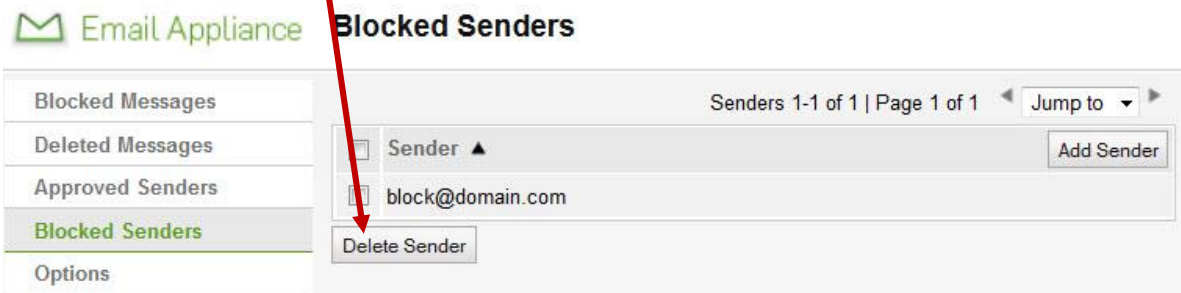 Email Appliance
Blocked Senders
Blocked Messages
Deleted Messages
Approved Senders
Blocked Senders
Options
Senders 1-1 of 1 | Page 1 of 1 Jump to
Sender Add Sender
block@domain.com
Delete Sender